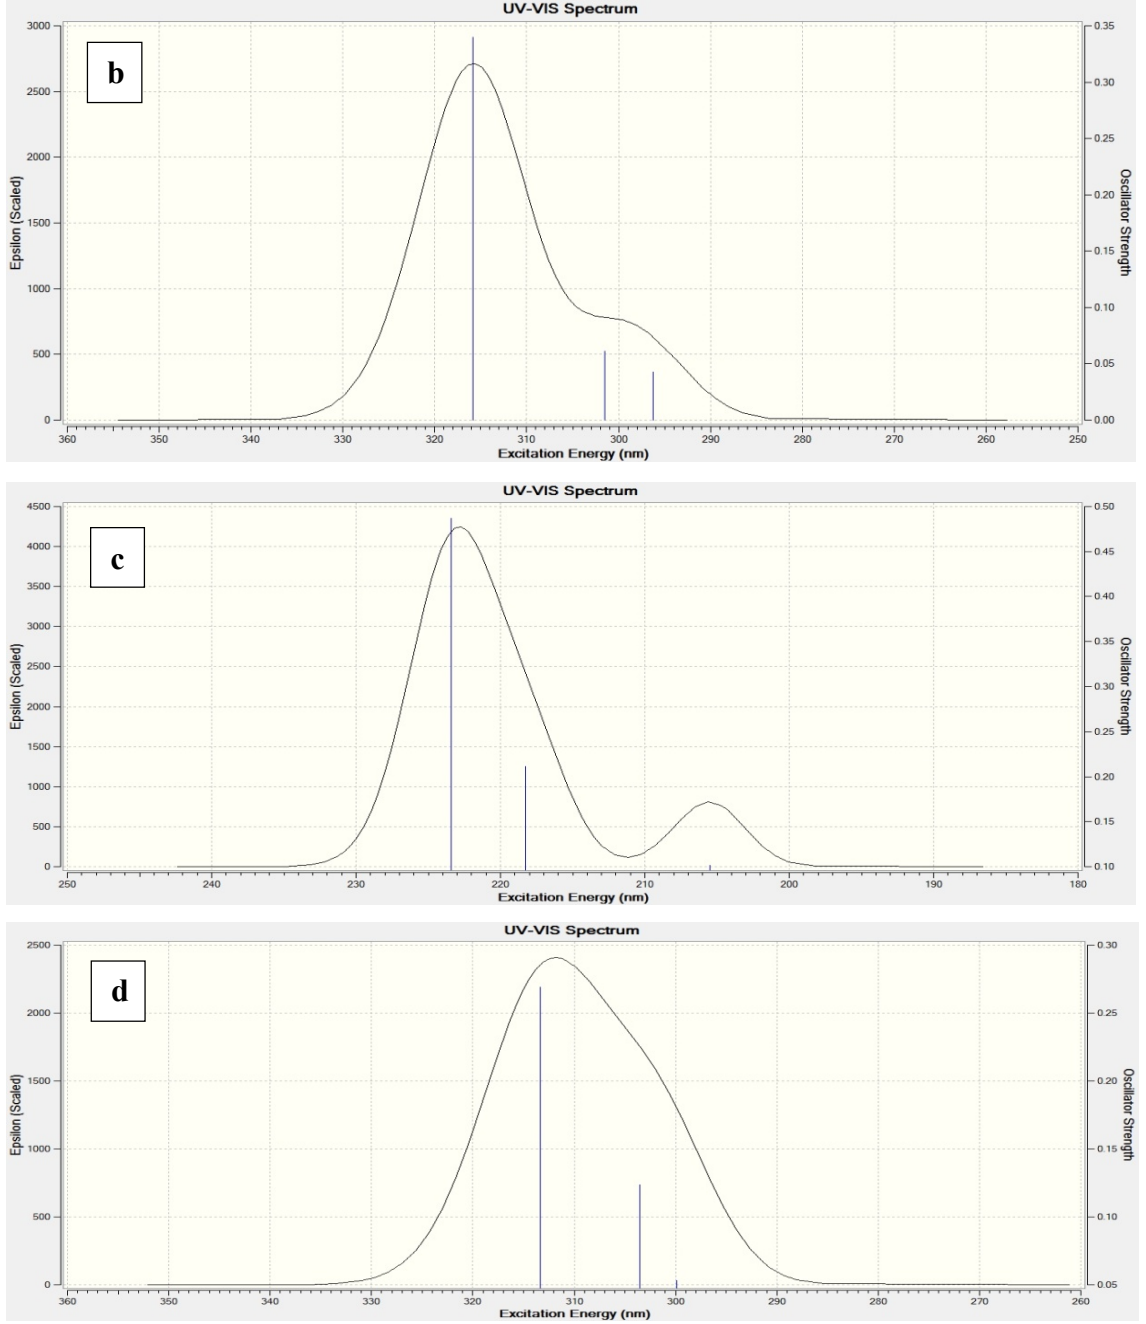 UV-VIS Spectrum
b
3000
2500
2000
1500
1000
500
0
Epsilon (Scaled)
0.35
0.30
0.25
0.20
0.15
0.10
0.05
0.00
Oscillator Strength
360 350 340 330 320 310 300 290 280 270 260 250
Excitation Energy (nm)
UV-VIS Spectrum
c
4500
4000
3500
3000
2500
2000
1500
1000
500
0
Epsilon (Scaled)
0.50
0.45
0.40
0.35
0.30
0.25
0.20
0.15
0.10
Oscillator Strength
250 240 230 220 210 200 190 180
Excitation Energy (nm)
UV-VIS Spectrum
d
2500
2000
1500
1000
500
0
Epsilon (Scaled)
0.30
0.25
0.20
0.15
0.10
0.05
Oscillator Strength
360 350 340 330 320 310 300 290 280 270 260
Excitation Energy (nm)